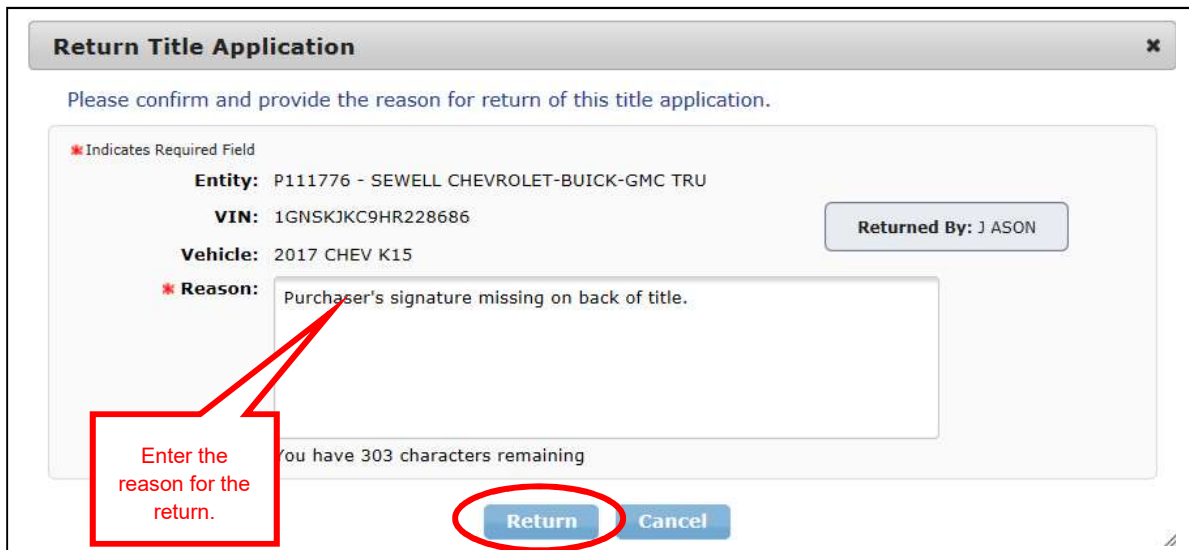 Return Title Application
Please confirm and provide the reason for return of this title application.
* Indicates Required Field
Entity: P111776 - SEWELL CHEVROLET-BUICK-GMC TRU
VIN: 1GNSKJKC9HR228686
Returned By: J ASON
Vehicle: 2017 CHEV K15
* Reason: Purchaser's signature missing on back of title.
Enter the
reason for the
return.
You have 303 characters remaining
Return Cancel